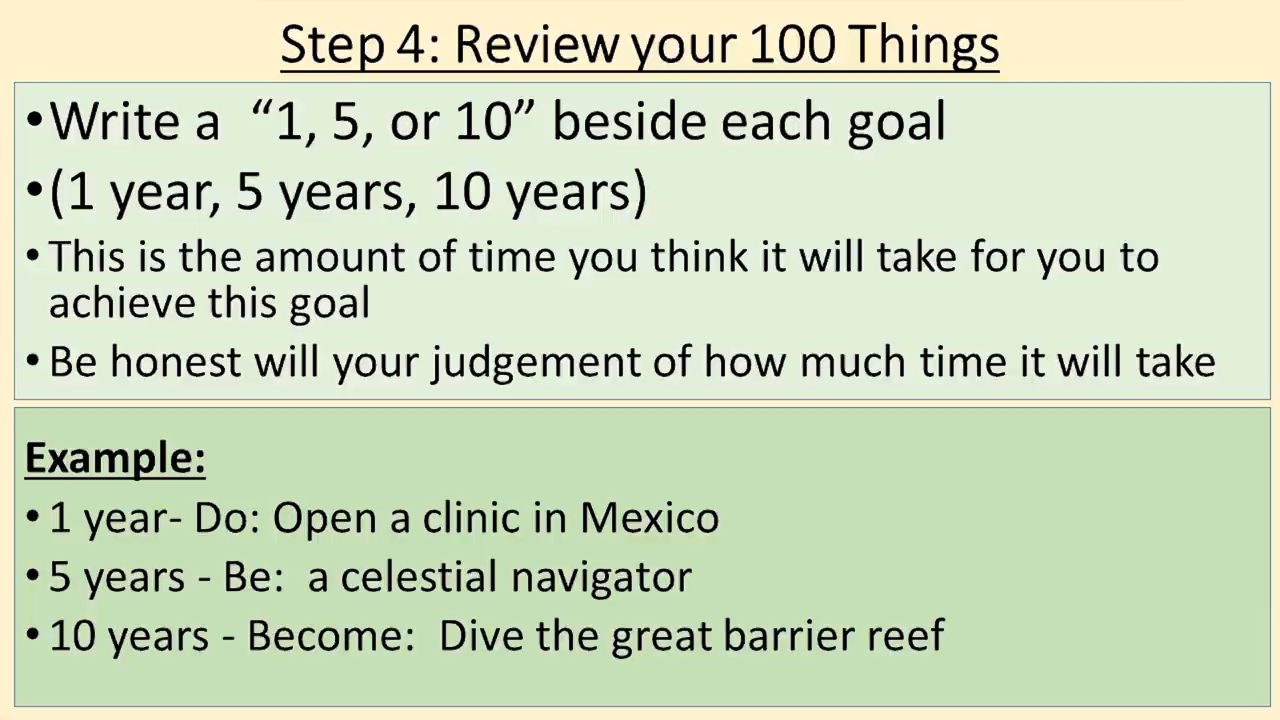 Step 4: Review your 100 Things
•Write a “1, 5, or 10” beside each goal
•(1 year, 5 years, 10 years)
• This is the amount of time you think it will take for you to
achieve this goal
• Be honest will your judgement of how much time it will take
Example:
• 1 year- Do: Open a clinic in Mexico
• 5 years - Be: a celestial navigator
• 10 years - Become: Dive the great barrier reef